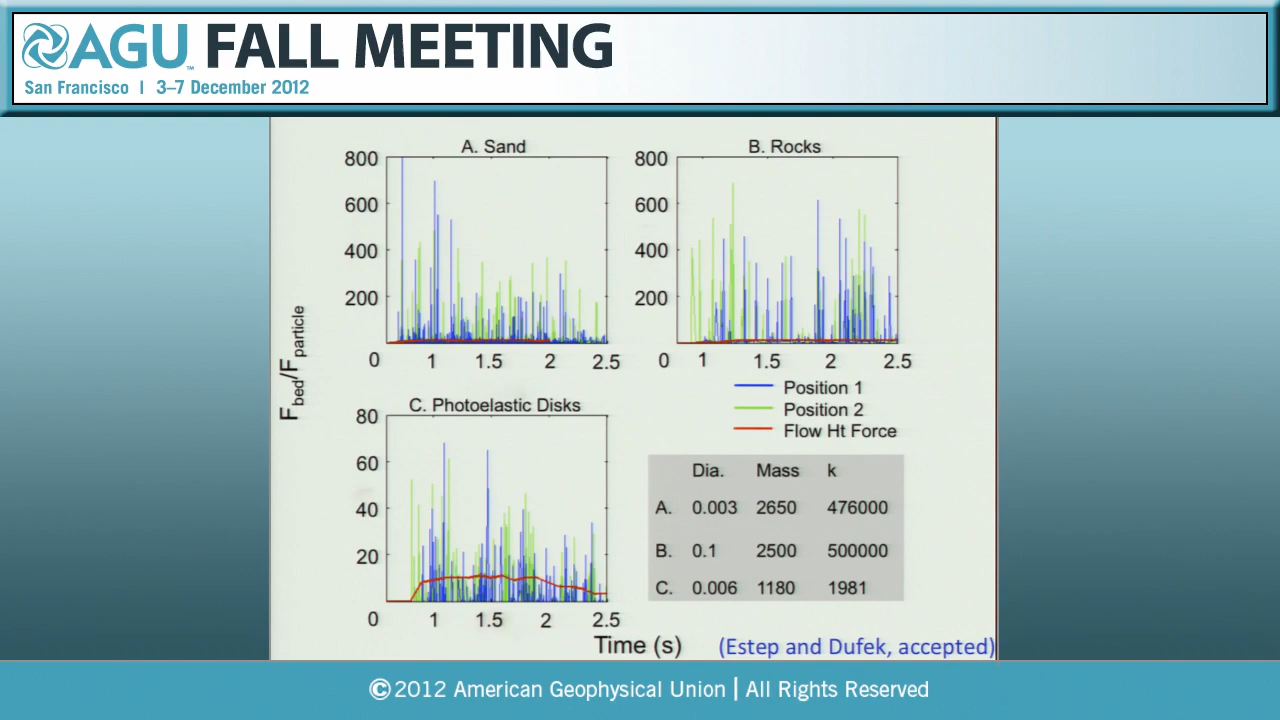 AGU™ FALL MEETING
San Francisco | 3–7 December 2012
A. Sand
800
600
400
200
0
1
1.5
2
2.5
B. Rocks
800
600
400
200
0
1
1.5
2
2.5
Fbed/Fparticle
Position 1
Position 2
Flow Ht Force
C. Photoelastic Disks
80
60
40
20
0
1
1.5
2
2.5
Dia. Mass k
A. 0.003 2650 476000
B. 0.1 2500 500000
C. 0.006 1180 1981
Time (s)
(Estep and Dufek, accepted)
©2012 American Geophysical Union | All Rights Reserved